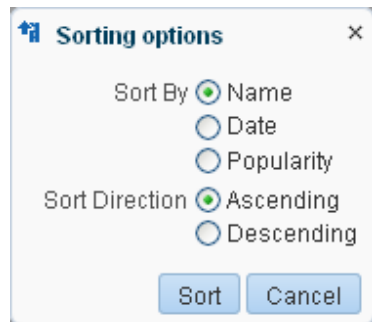 Sorting options
Sort By Name
Date
Popularity
Sort Direction Ascending
Descending
Sort Cancel